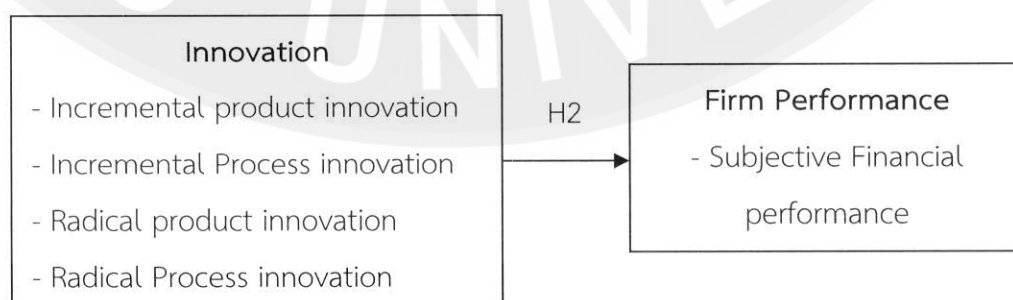 Innovation
- Incremental product innovation
- Incremental Process innovation
- Radical product innovation
- Radical Process innovation
H2
Firm Performance
- Subjective Financial
performance